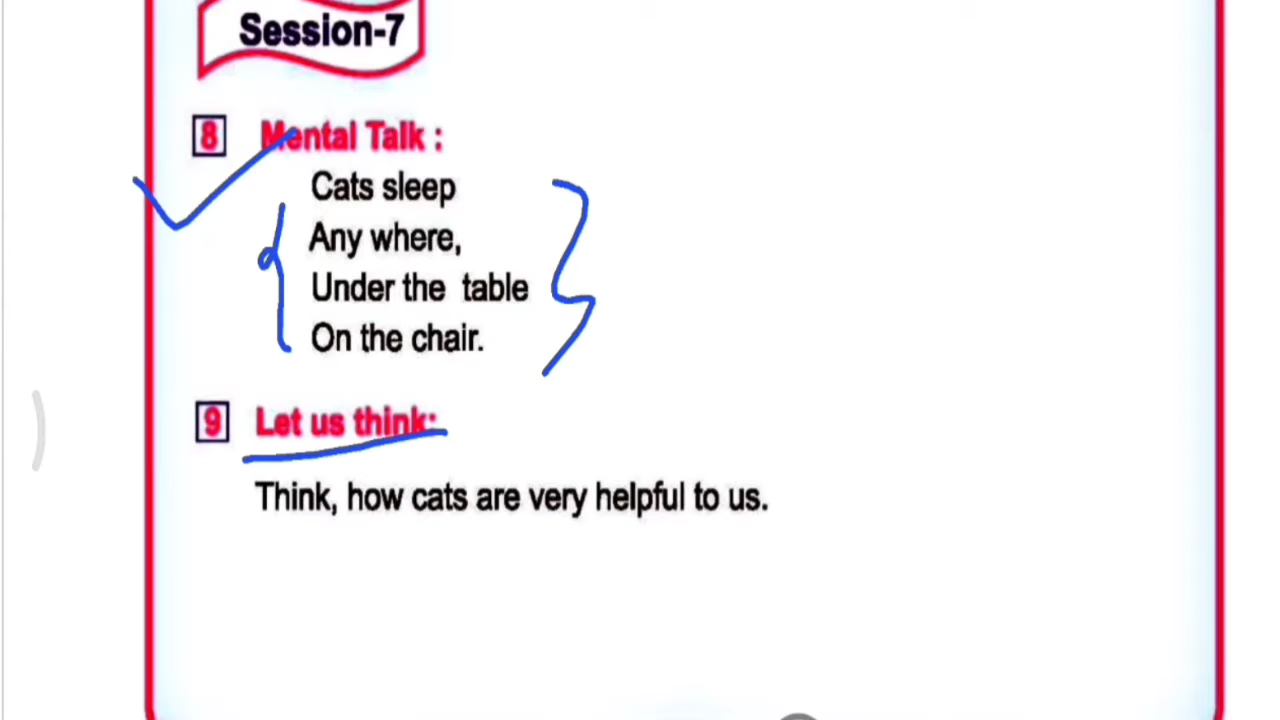 Session-7
8 Mental Talk :
Cats sleep
Any where,
Under the table
On the chair.
9 Let us think:
Think, how cats are very helpful to us.